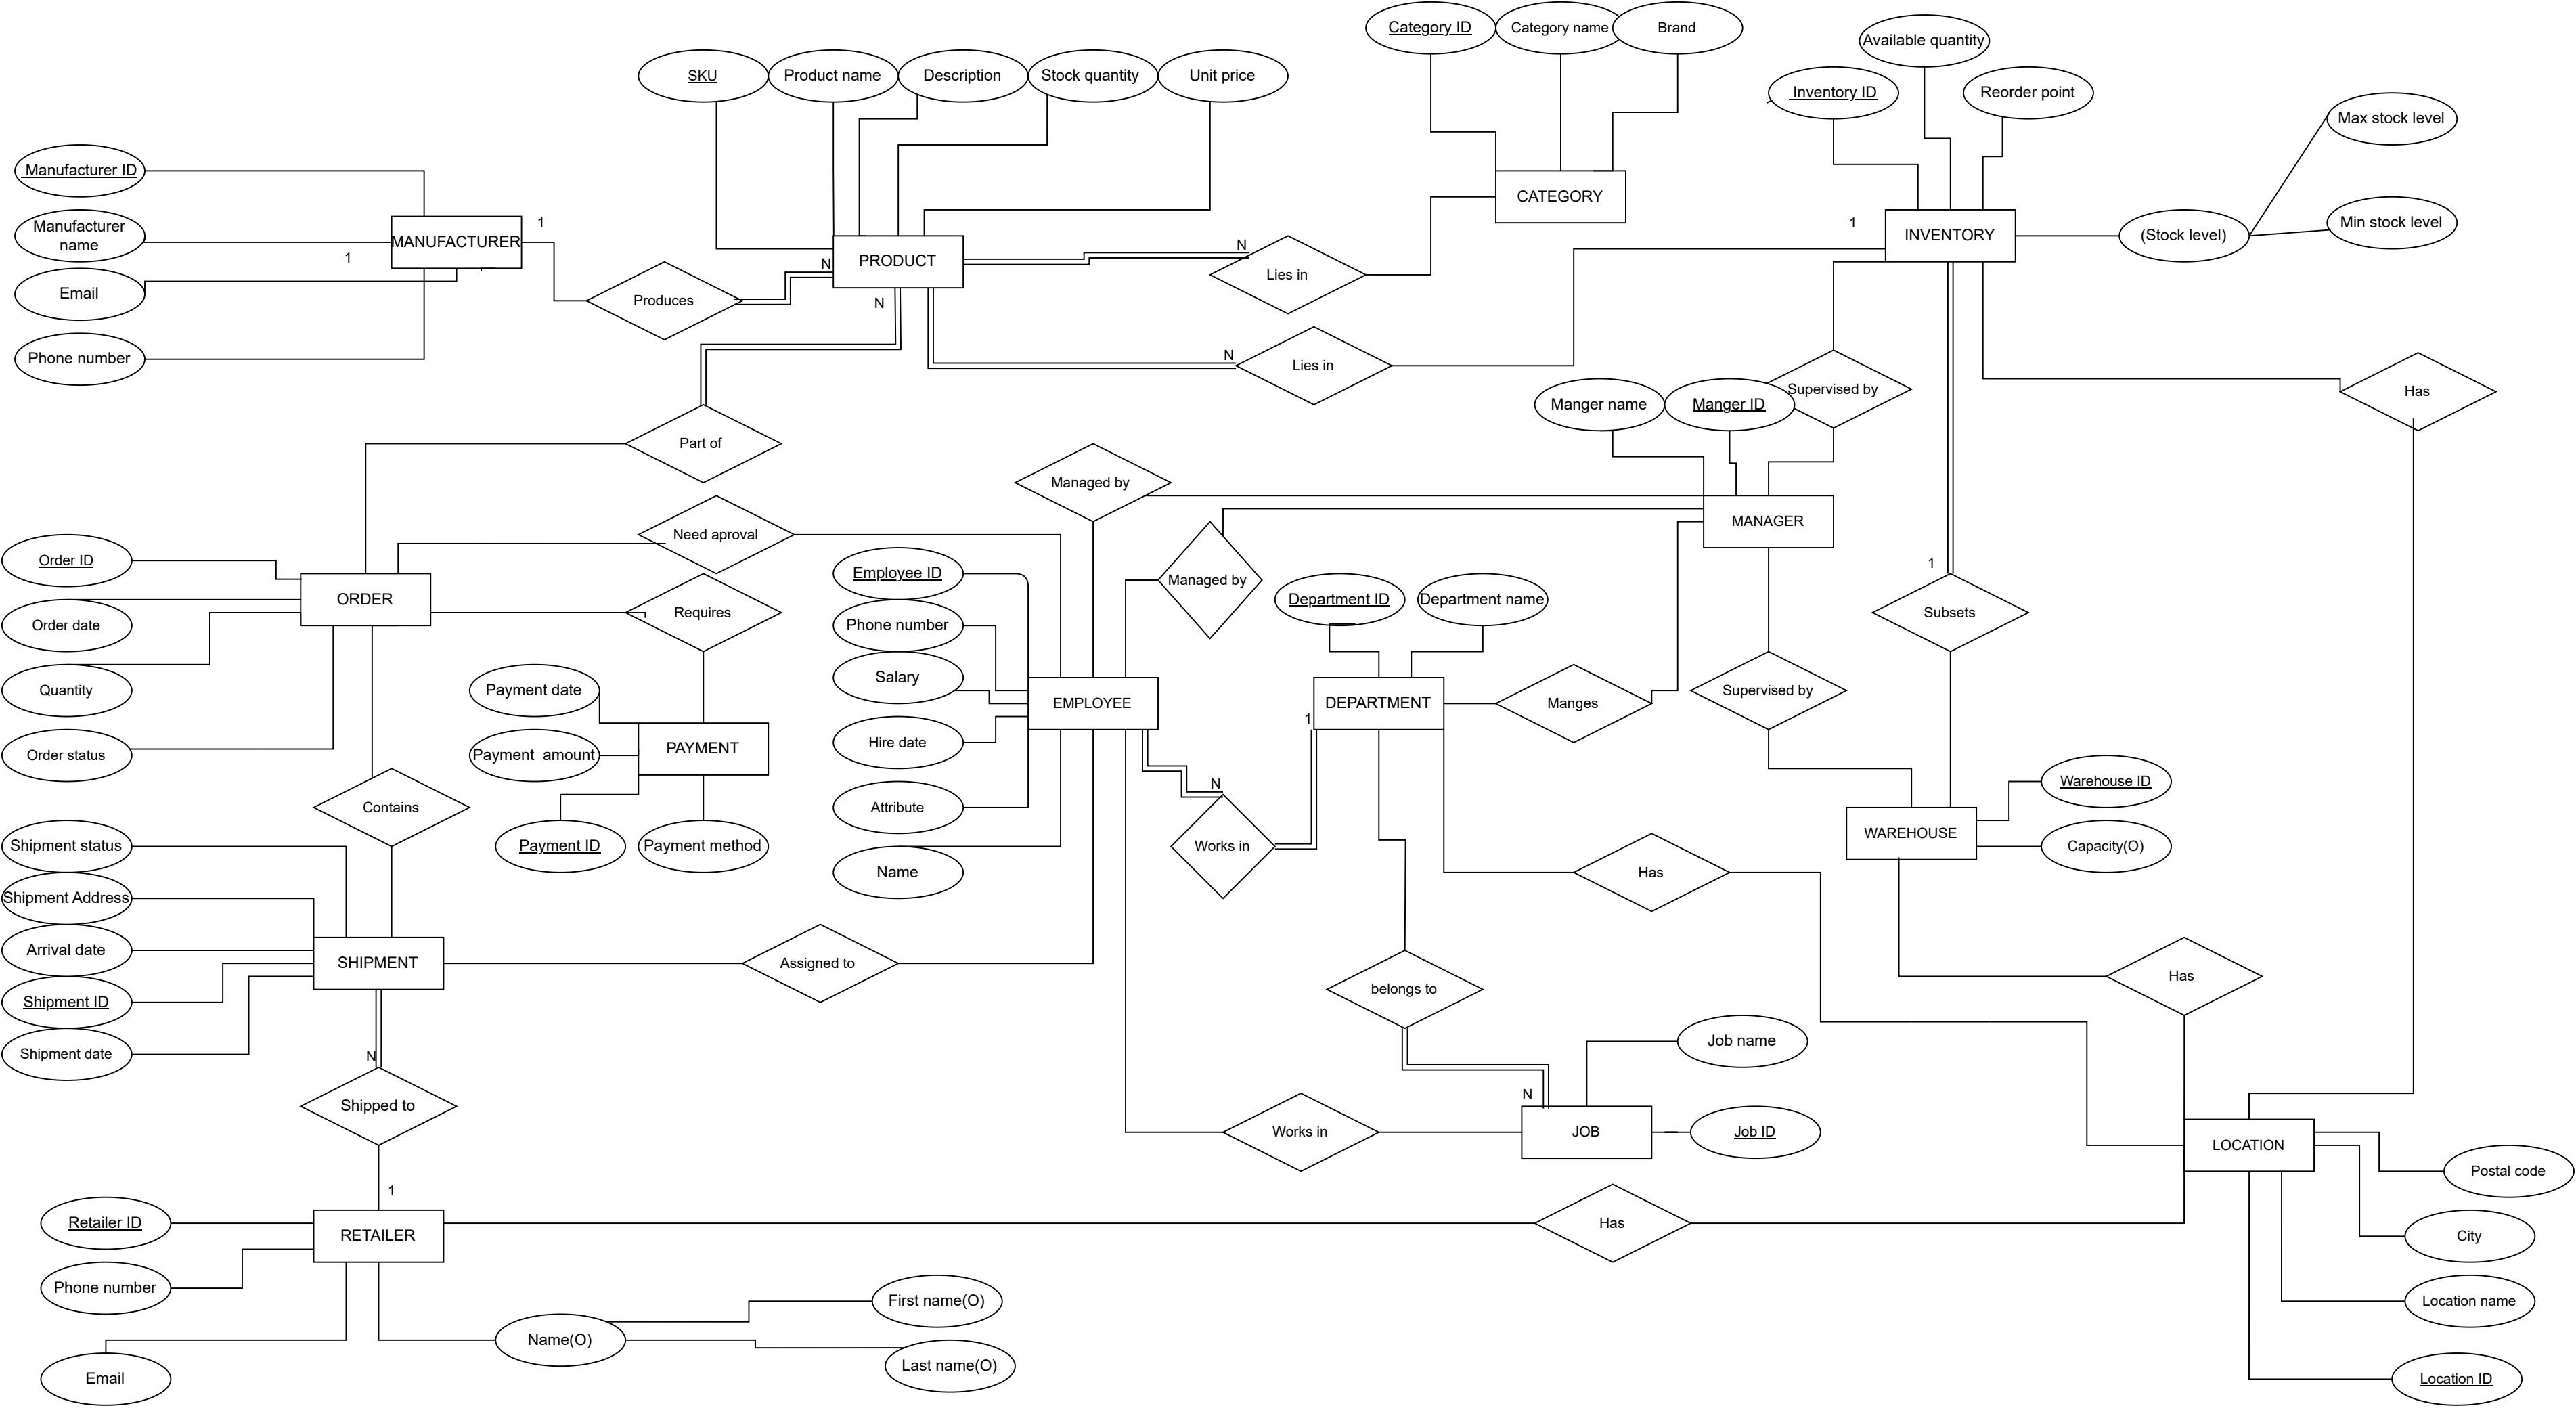 Category ID
Category name
Brand
Available quantity
SKU
Product name
Description
Stock quantity
Unit price
Inventory ID
Reorder point
Max stock level
Manufacturer ID
CATEGORY
Manufacturer
name
1
1
1
Min stock level
MANUFACTURER
INVENTORY
(Stock level)
N
PRODUCT
N
1
Email
Produces
Lies in
N
Phone number
N
Lies in
Supervised by
Has
Manger name
Manger ID
Part of
Managed by
MANAGER
Need aproval
Order ID
1
Employee ID
Managed by
ORDER
Department ID
Department name
Requires
Subsets
Order date
Phone number
Salary
Quantity
Payment date
Supervised by
EMPLOYEE
DEPARTMENT
Manges
1
Hire date
PAYMENT
Order status
Payment  amount
N
Warehouse ID
Contains
Attribute
WAREHOUSE
Shipment status
Payment ID
Payment method
Works in
Capacity(O)
Name
Has
Shipment Address
Arrival date
SHIPMENT
Assigned to
Has
belongs to
Shipment ID
Job name
Shipment date
N
N
Shipped to
Works in
JOB
Job ID
LOCATION
Postal code
1
Retailer ID
Has
RETAILER
City
Phone number
First name(O)
Location name
Name(O)
Last name(O)
Email
Location ID